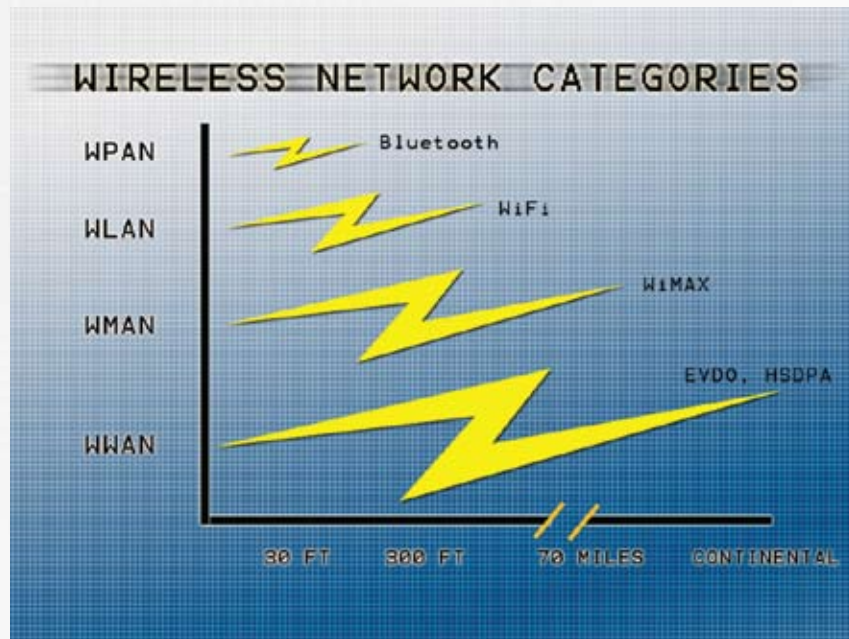 WIRELESS NETWORK CATEGORIES
WPAN
Bluetooth
WLAN
WiFi
WMAN
WiMAX
EVDO, HSDPA
WWAN
30 FT 300 FT 70 MILES CONTINENTAL